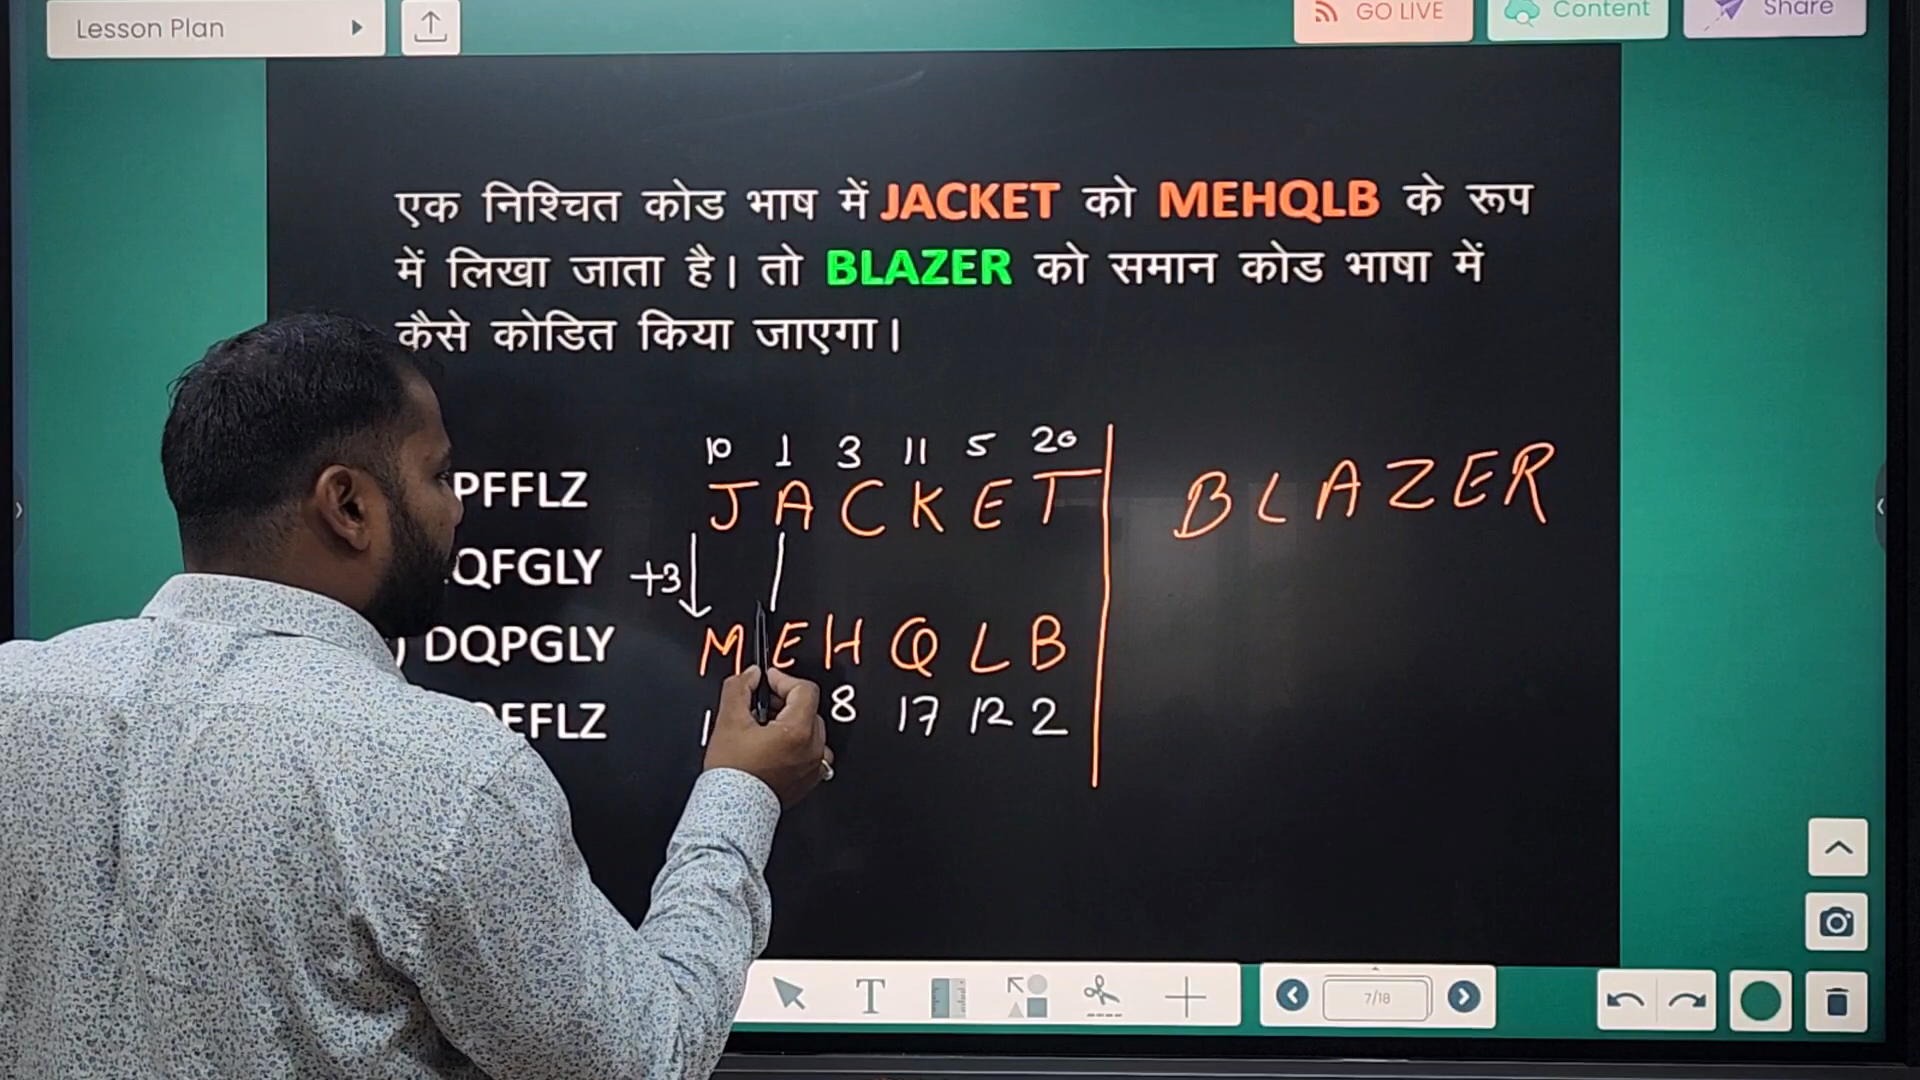 Lesson Plan
GO LIVE
Content
Share
एक निश्चित कोड भाष में JACKET को MEHQLB के रूप
में लिखा जाता है। तो BLAZER को समान कोड भाषा में
कैसे कोडित किया जाएगा।
PFFLZ
QFGLY
) DQPGLY
FFLZ
10 1 3 11 5 20
JACKET
BLAZER
+3
MEHQLB
8 17 12 2
T
7/18